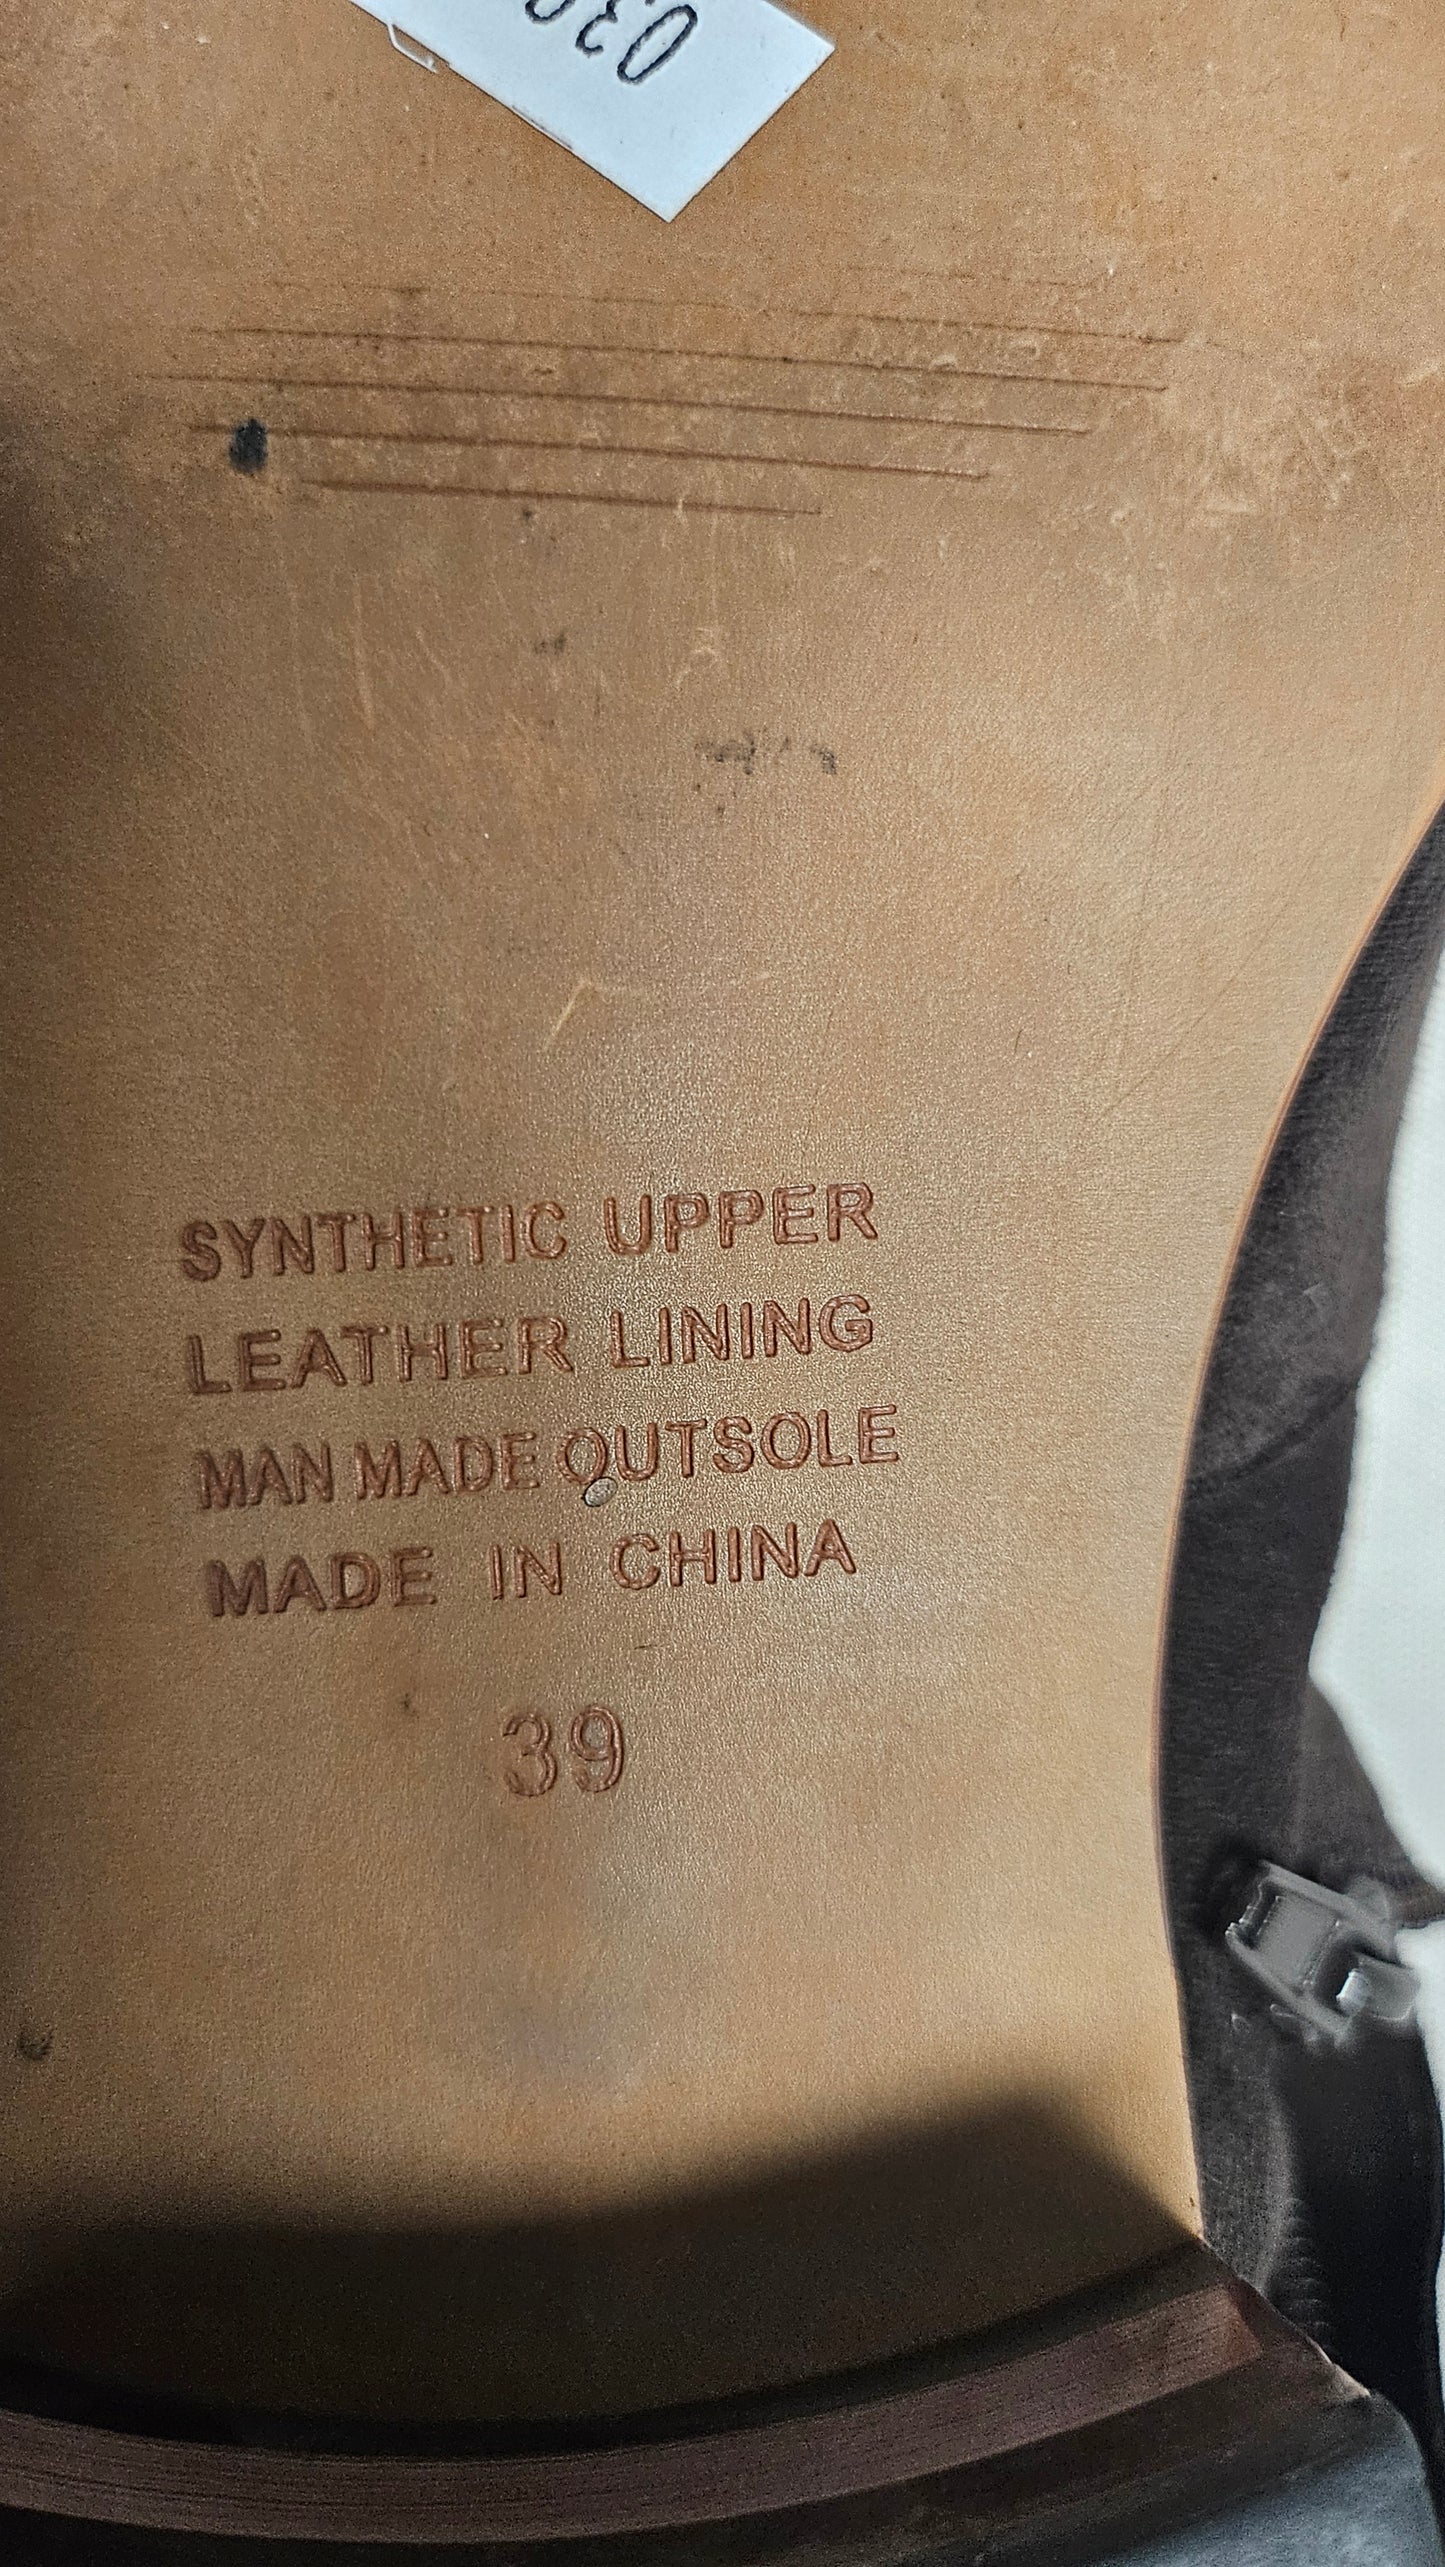 SYNTHETIC UPPER
LEATHER LINING
MAN MADE OUTSOLE
MADE IN CHINA
39